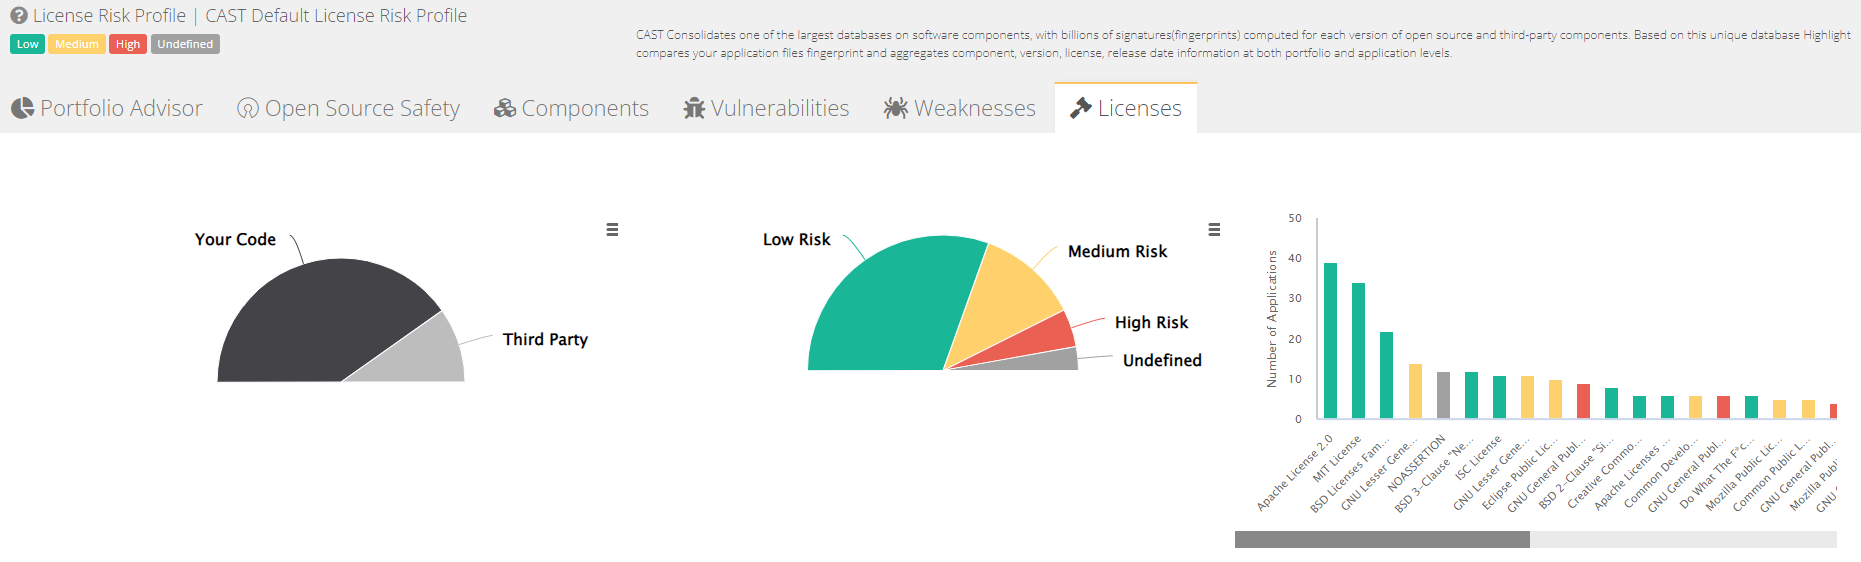 License Risk Profile | CAST Default License Risk Profile
Low Medium High Undefined
CAST Consolidates one of the largest databases on software components, with billions of signatures(fingerprints) computed for each version of open source and third-party components. Based on this unique database Highlight
compares your application files fingerprint and aggregates component, version, license, release date information at both portfolio and application levels.
Portfolio Advisor Open Source Safety Components Vulnerabilities Weaknesses Licenses
Your Code
Third Party
Low Risk
Medium Risk
High Risk
Undefined
Number of Applications
50
40
30
20
10
0
Apache License 2.0
MIT License
BSD Licenses Fam...
GNU Lesser Gene...
NOASSERTION
BSD 3-Clause "Ne...
ISC License
GNU Lesser Gene...
Eclipse Public Lic...
GNU General Publ...
BSD 2-Clause "Si...
Creative Commo...
Apache Licenses ...
Common Develo...
GNU General Publ...
Do What The F*c...
Mozilla Public Lic...
Common Public L...
GNU General Publ...
Mozilla Publi
GNU